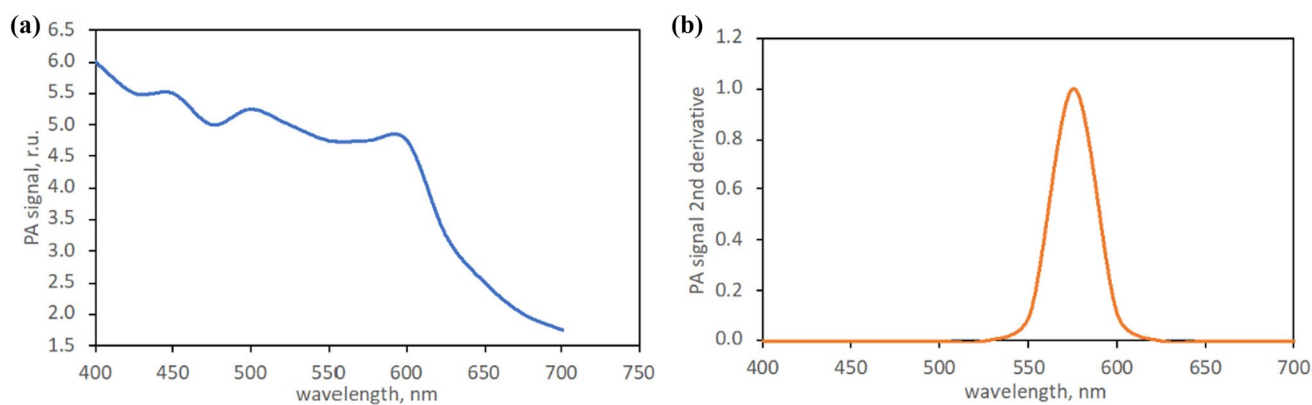 (a)
6.5
6.0
5.5
5.0
4.5
4.0
3.5
3.0
2.5
2.0
1.5
PA signal, r.u.
400 450 500 550 600 650 700 750
wavelength, nm
(b)
1.2
1.0
0.8
0.6
0.4
0.2
0.0
PA signal 2nd derivative
400 450 500 550 600 650 700
wavelength, nm